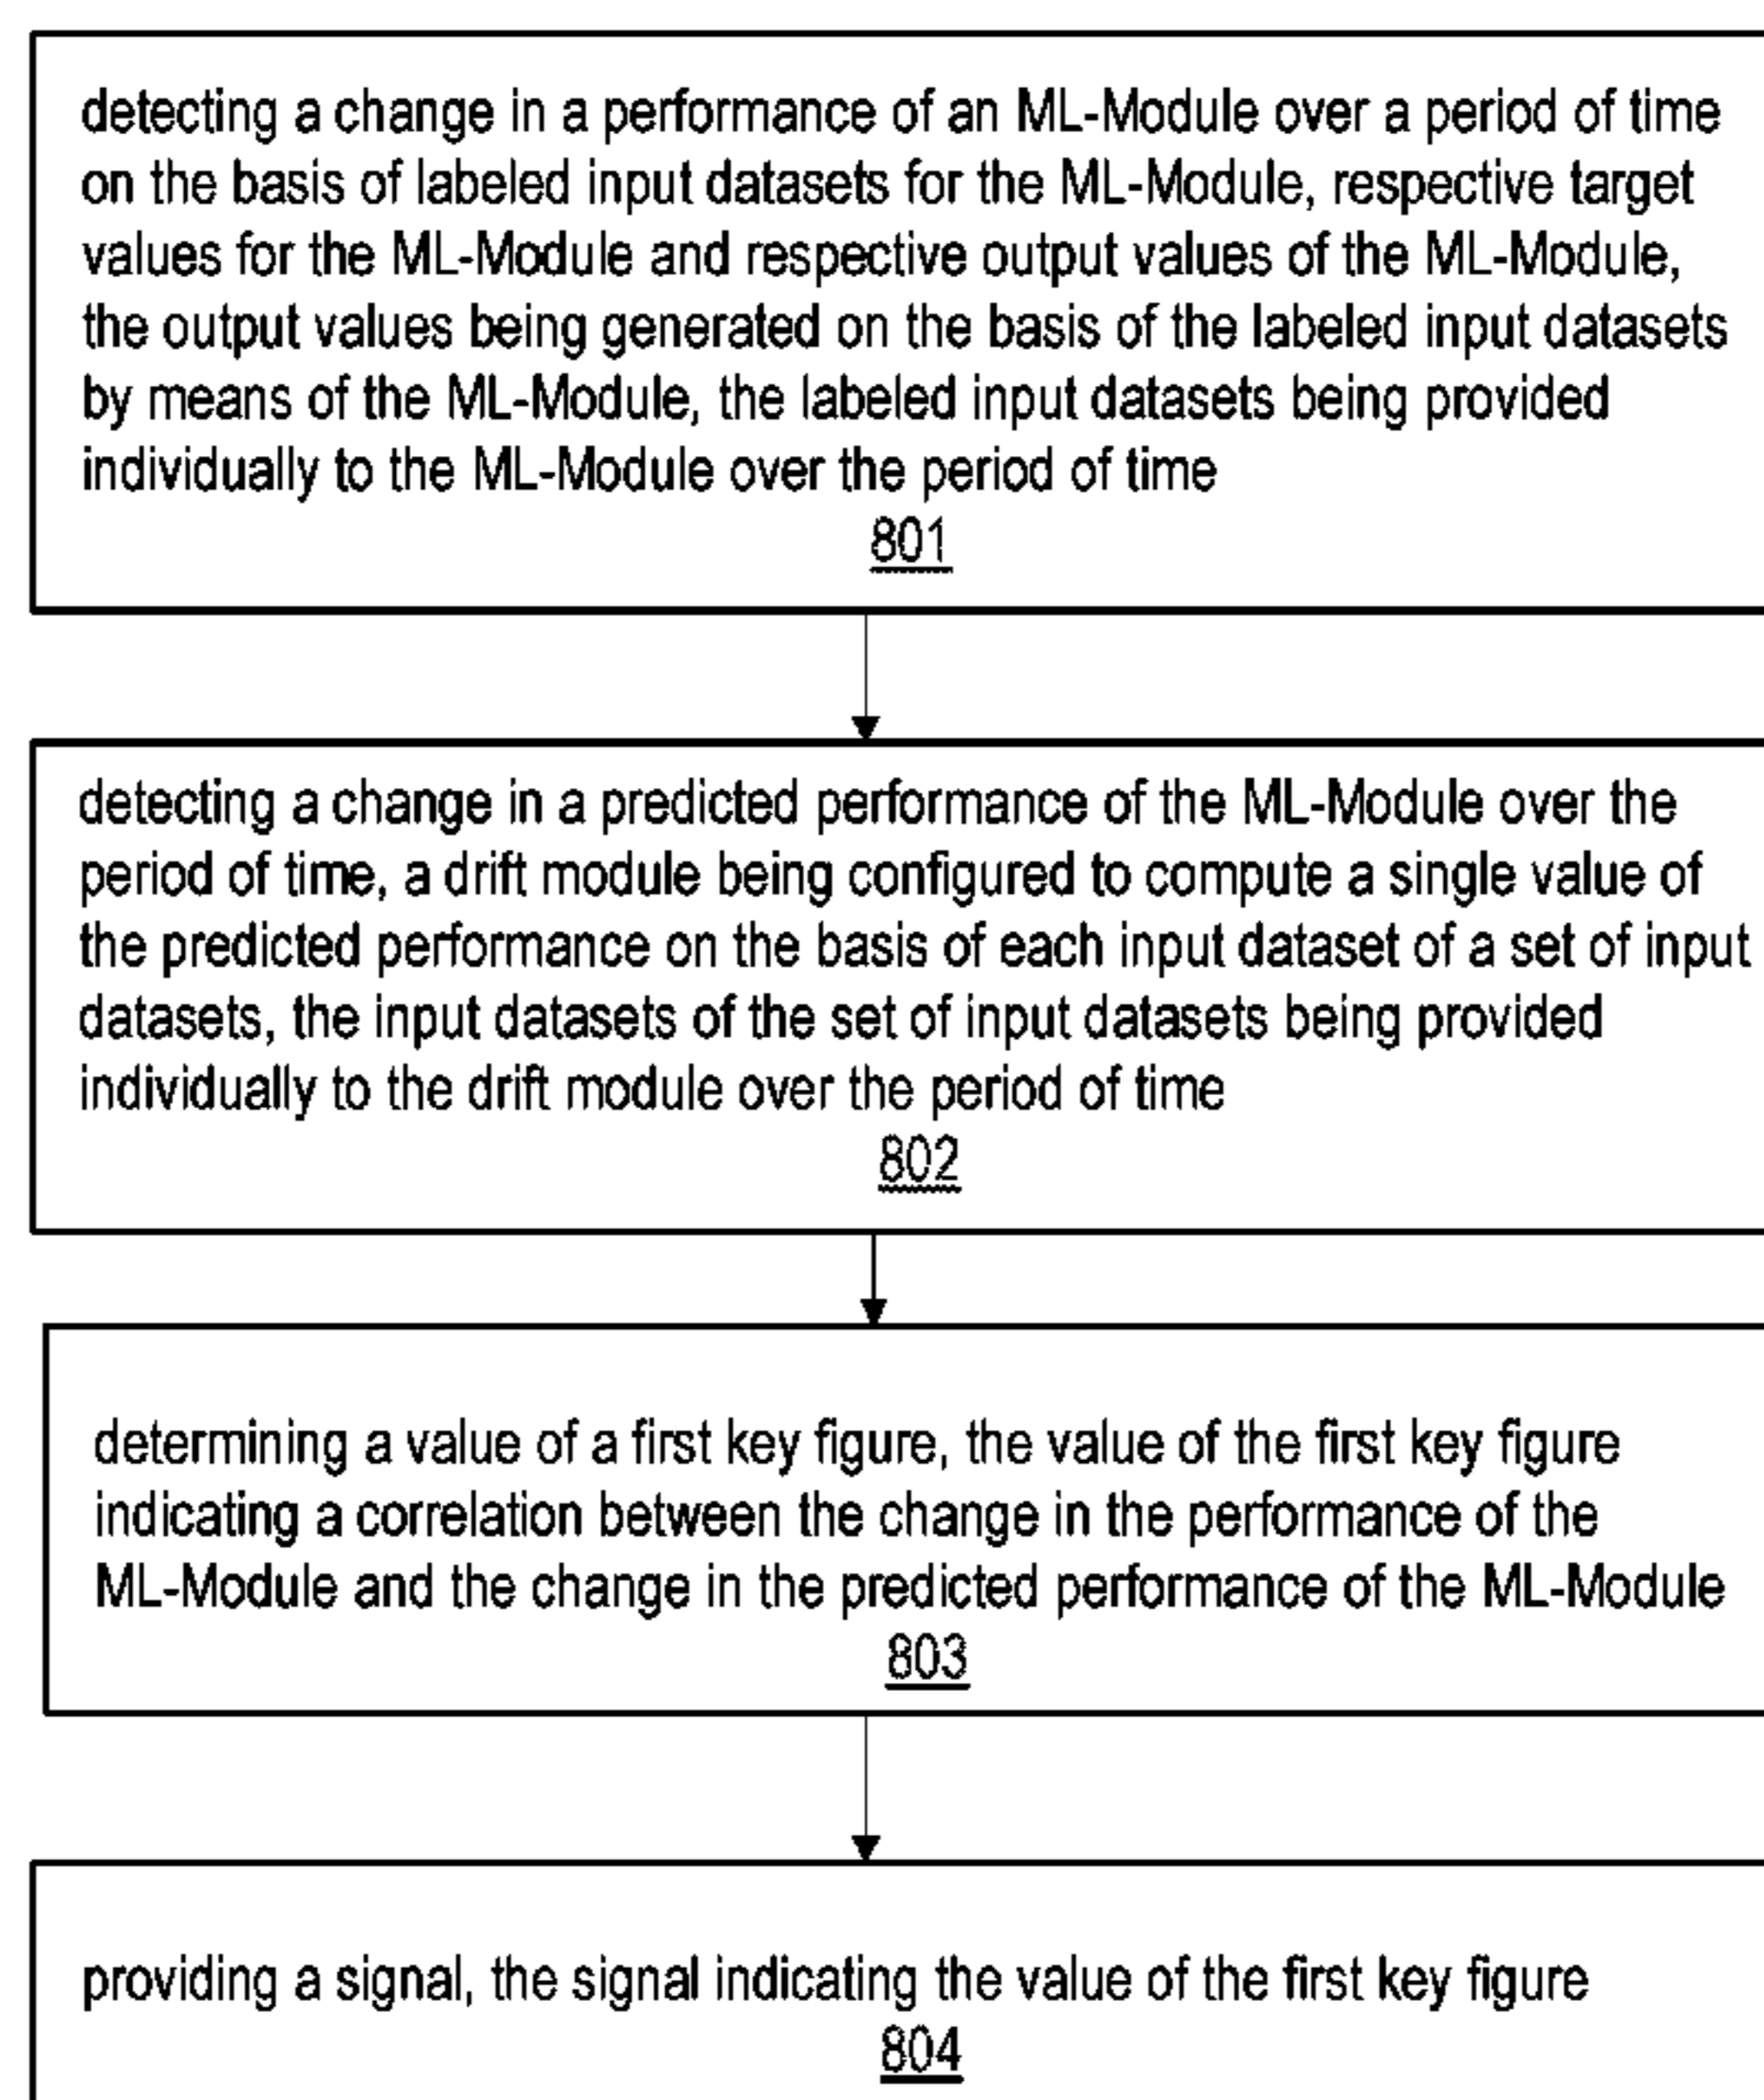 detecting a change in a performance of an ML-Module over a period of time
on the basis of labeled input datasets for the ML-Module, respective target
values for the ML-Module and respective output values of the ML-Module,
the output values being generated on the basis of the labeled input datasets
by means of the ML-Module, the labeled input datasets being provided
individually to the ML-Module over the period of time
801
detecting a change in a predicted performance of the ML-Module over the
period of time, a drift module being configured to compute a single value of
the predicted performance on the basis of each input dataset of a set of input
datasets, the input datasets of the set of input datasets being provided
individually to the drift module over the period of time
802
determining a value of a first key figure, the value of the first key figure
indicating a correlation between the change in the performance of the
ML-Module and the change in the predicted performance of the ML-Module
803
providing a signal, the signal indicating the value of the first key figure
804